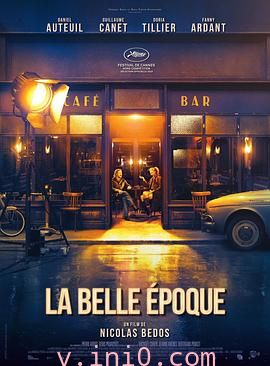 DANIEL GUILLAUME DORIA FANNY
AUTEUIL CANET TILLIER ARDANT
FESTIVAL DE CANNES
CAFÉ BAR
LA BELLE ÉPOQUE
UN FILM DE
NICOLAS BEDOS
v.ini0.com